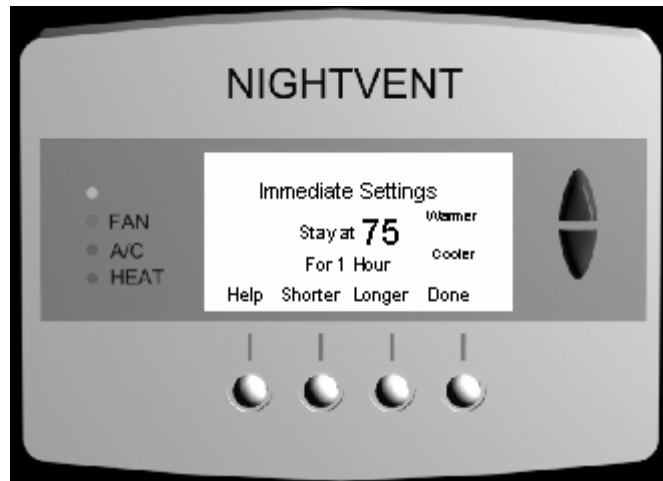 NIGHTVENT
FAN
A/C
HEAT
Immediate Settings
Stay at 75
For 1 Hour
Warmer
Cooler
Help Shorter Longer Done